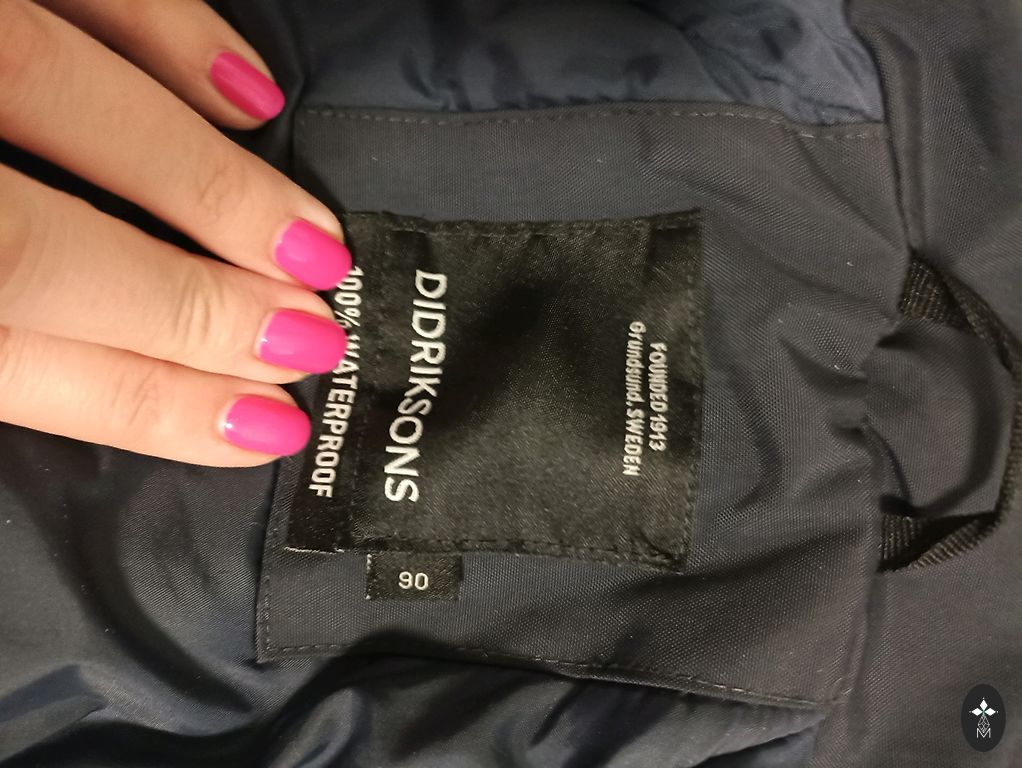 FOUNDED 1913
Grundsund, SWEDEN
DIDRIKSONS
100% WATERPROOF
90
M